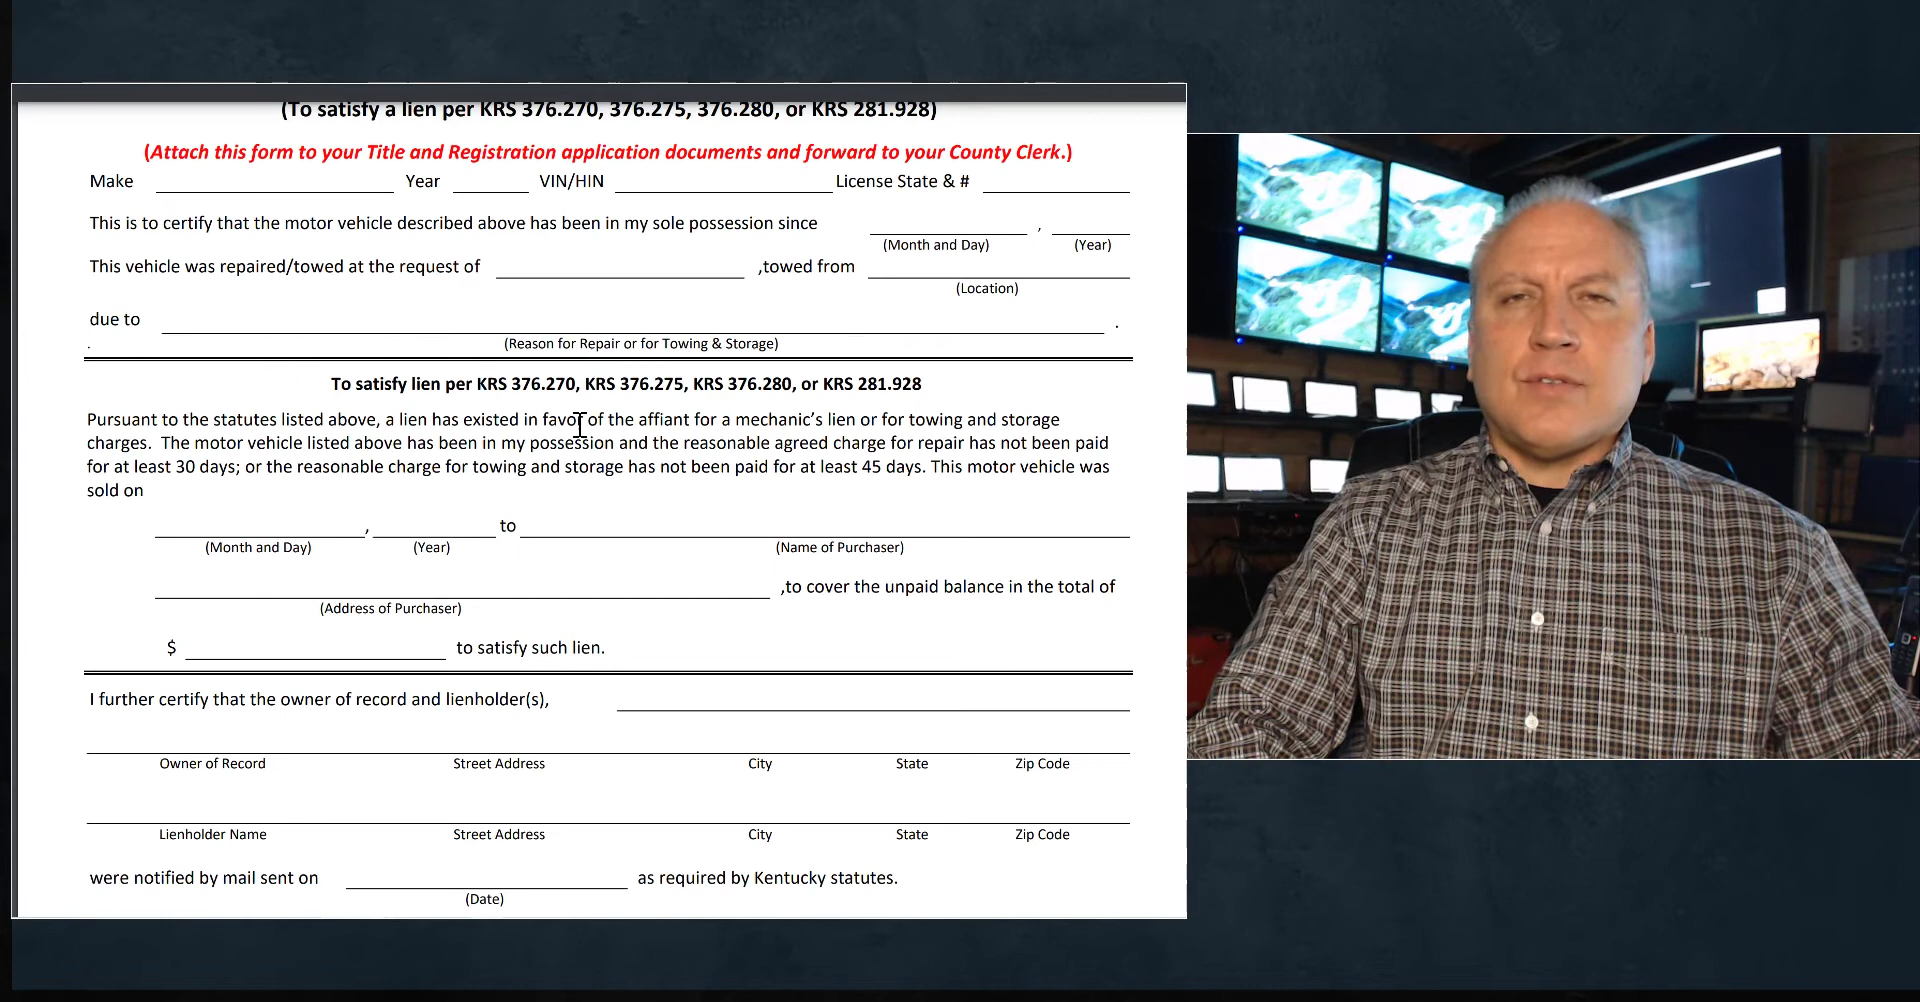 (To satisfy a lien per KRS 376.270, 376.275, 376.280, or KRS 281.928)
(Attach this form to your Title and Registration application documents and forward to your County Clerk.)
Make Year VIN/HIN License State & #
This is to certify that the motor vehicle described above has been in my sole possession since ,
(Month and Day) (Year)
This vehicle was repaired/towed at the request of ,towed from
(Location)
due to .
. (Reason for Repair or for Towing & Storage)
To satisfy lien per KRS 376.270, KRS 376.275, KRS 376.280, or KRS 281.928
Pursuant to the statutes listed above, a lien has existed in favor of the affiant for a mechanic’s lien or for towing and storage
charges. The motor vehicle listed above has been in my possession and the reasonable agreed charge for repair has not been paid
for at least 30 days; or the reasonable charge for towing and storage has not been paid for at least 45 days. This motor vehicle was
sold on
, to
(Month and Day) (Year) (Name of Purchaser)
,to cover the unpaid balance in the total of
(Address of Purchaser)
$ to satisfy such lien.
I further certify that the owner of record and lienholder(s),
Owner of Record Street Address City State Zip Code
Lienholder Name Street Address City State Zip Code
were notified by mail sent on as required by Kentucky statutes.
(Date)